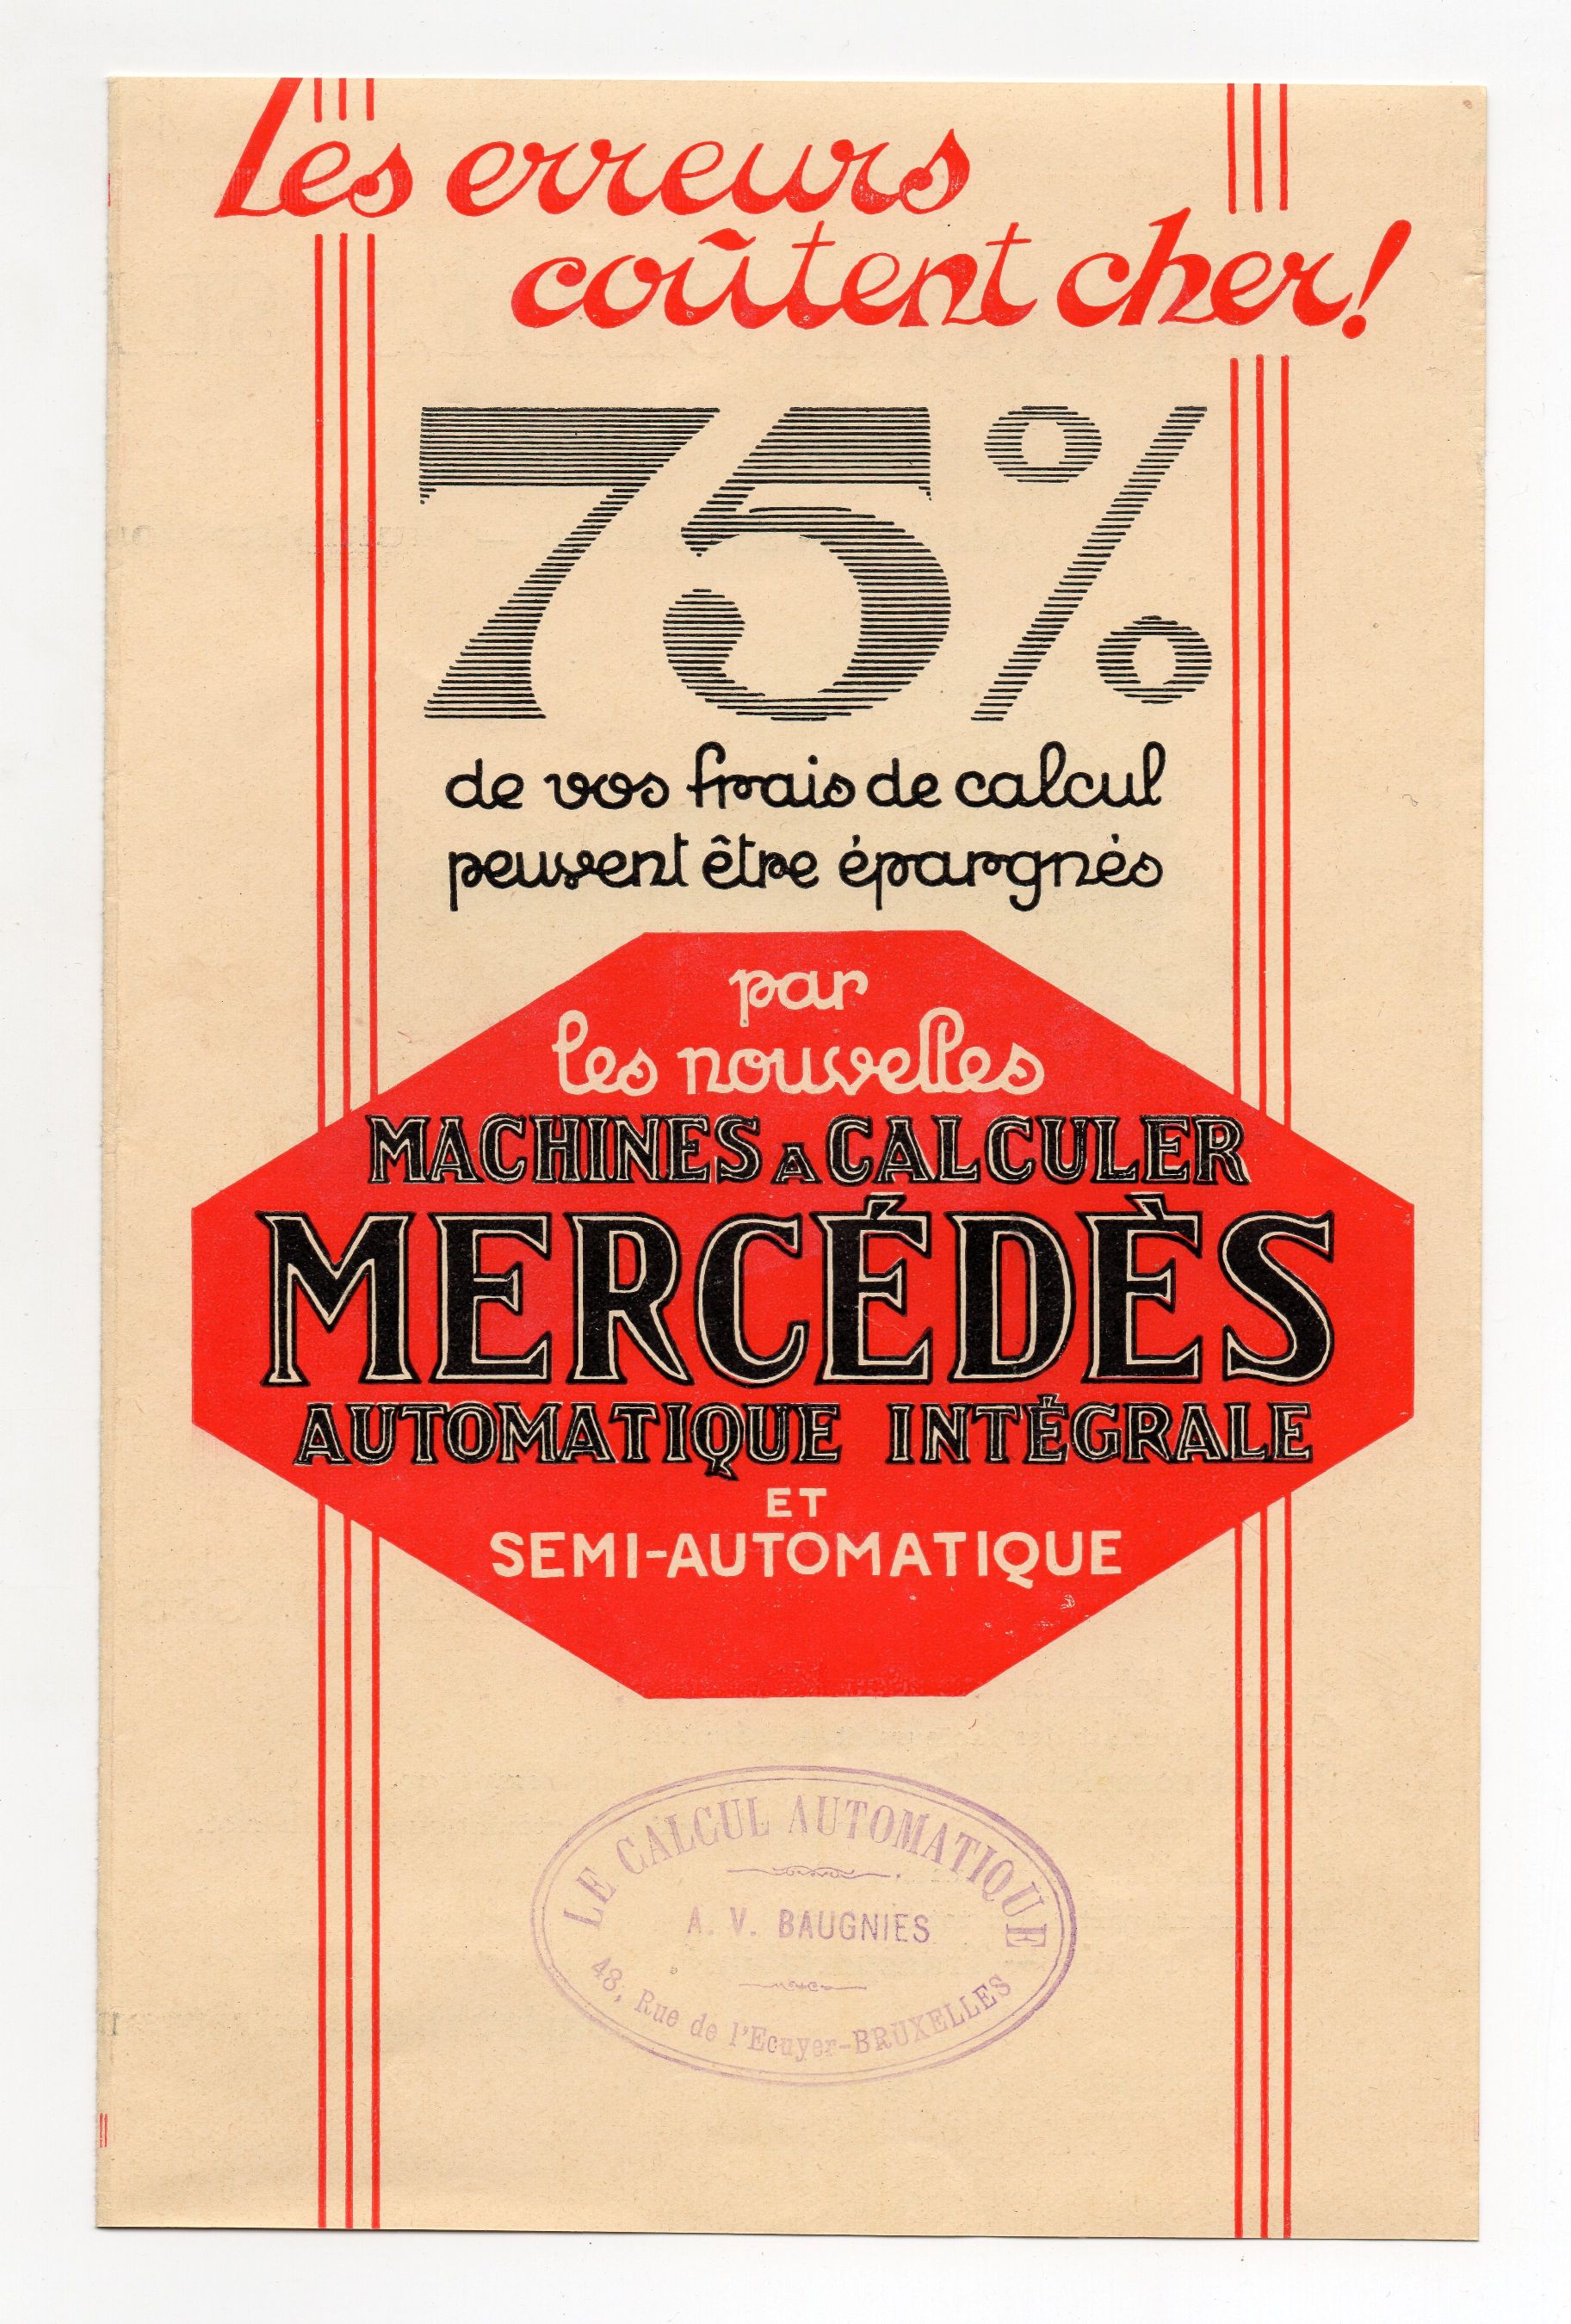 Les erreurs
coûtent cher!
75%
de vos frais de calcul
peuvent être épargnés
par
les nouvelles
MACHINES A CALCULER
MERCÉDÈS
AUTOMATIQUE INTÉGRALE
ET
SEMI-AUTOMATIQUE
LE CALCUL AUTOMATIQUE
A. V. BAUGNIES
48, Rue de l'Ecuyer-BRUXELLES